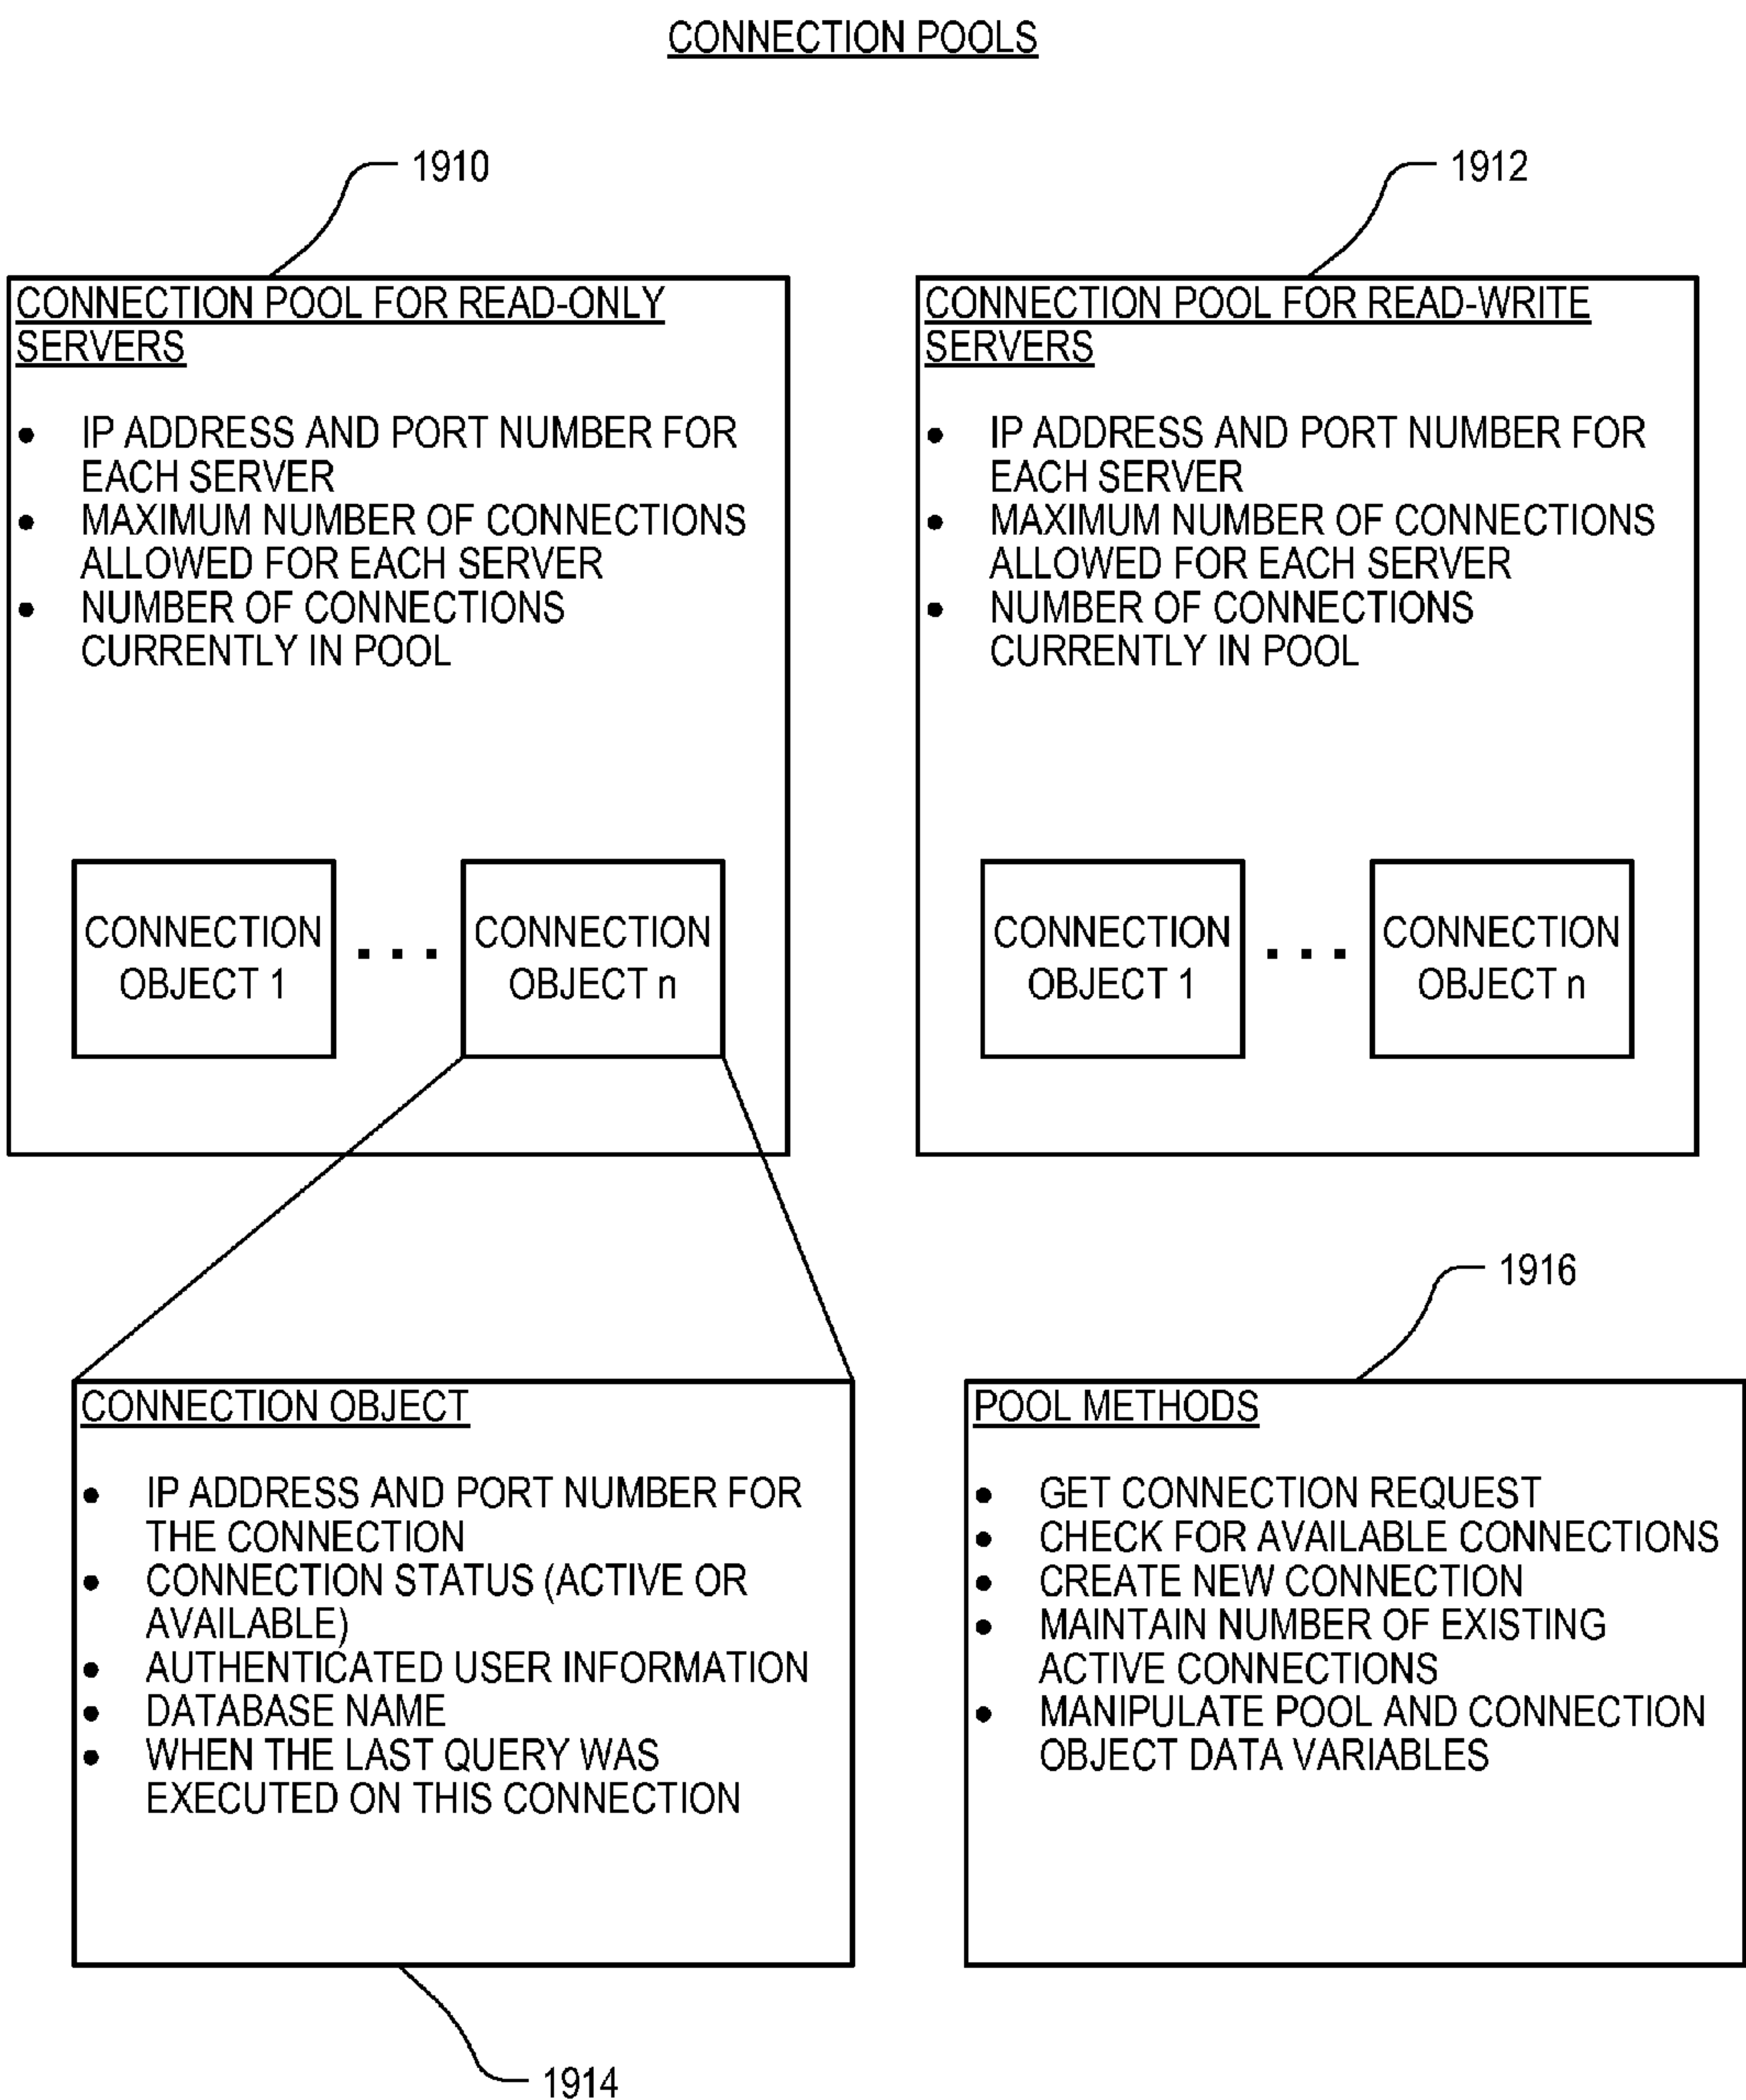 CONNECTION POOLS
1910
1912
CONNECTION POOL FOR READ-ONLY
SERVERS
• IP ADDRESS AND PORT NUMBER FOR
EACH SERVER
• MAXIMUM NUMBER OF CONNECTIONS
ALLOWED FOR EACH SERVER
• NUMBER OF CONNECTIONS
CURRENTLY IN POOL
CONNECTION
OBJECT 1
...
CONNECTION
OBJECT n
CONNECTION POOL FOR READ-WRITE
SERVERS
• IP ADDRESS AND PORT NUMBER FOR
EACH SERVER
• MAXIMUM NUMBER OF CONNECTIONS
ALLOWED FOR EACH SERVER
• NUMBER OF CONNECTIONS
CURRENTLY IN POOL
CONNECTION
OBJECT 1
...
CONNECTION
OBJECT n
1916
CONNECTION OBJECT
• IP ADDRESS AND PORT NUMBER FOR
THE CONNECTION
• CONNECTION STATUS (ACTIVE OR
AVAILABLE)
• AUTHENTICATED USER INFORMATION
• DATABASE NAME
• WHEN THE LAST QUERY WAS
EXECUTED ON THIS CONNECTION
POOL METHODS
• GET CONNECTION REQUEST
• CHECK FOR AVAILABLE CONNECTIONS
• CREATE NEW CONNECTION
• MAINTAIN NUMBER OF EXISTING
ACTIVE CONNECTIONS
• MANIPULATE POOL AND CONNECTION
OBJECT DATA VARIABLES
1914